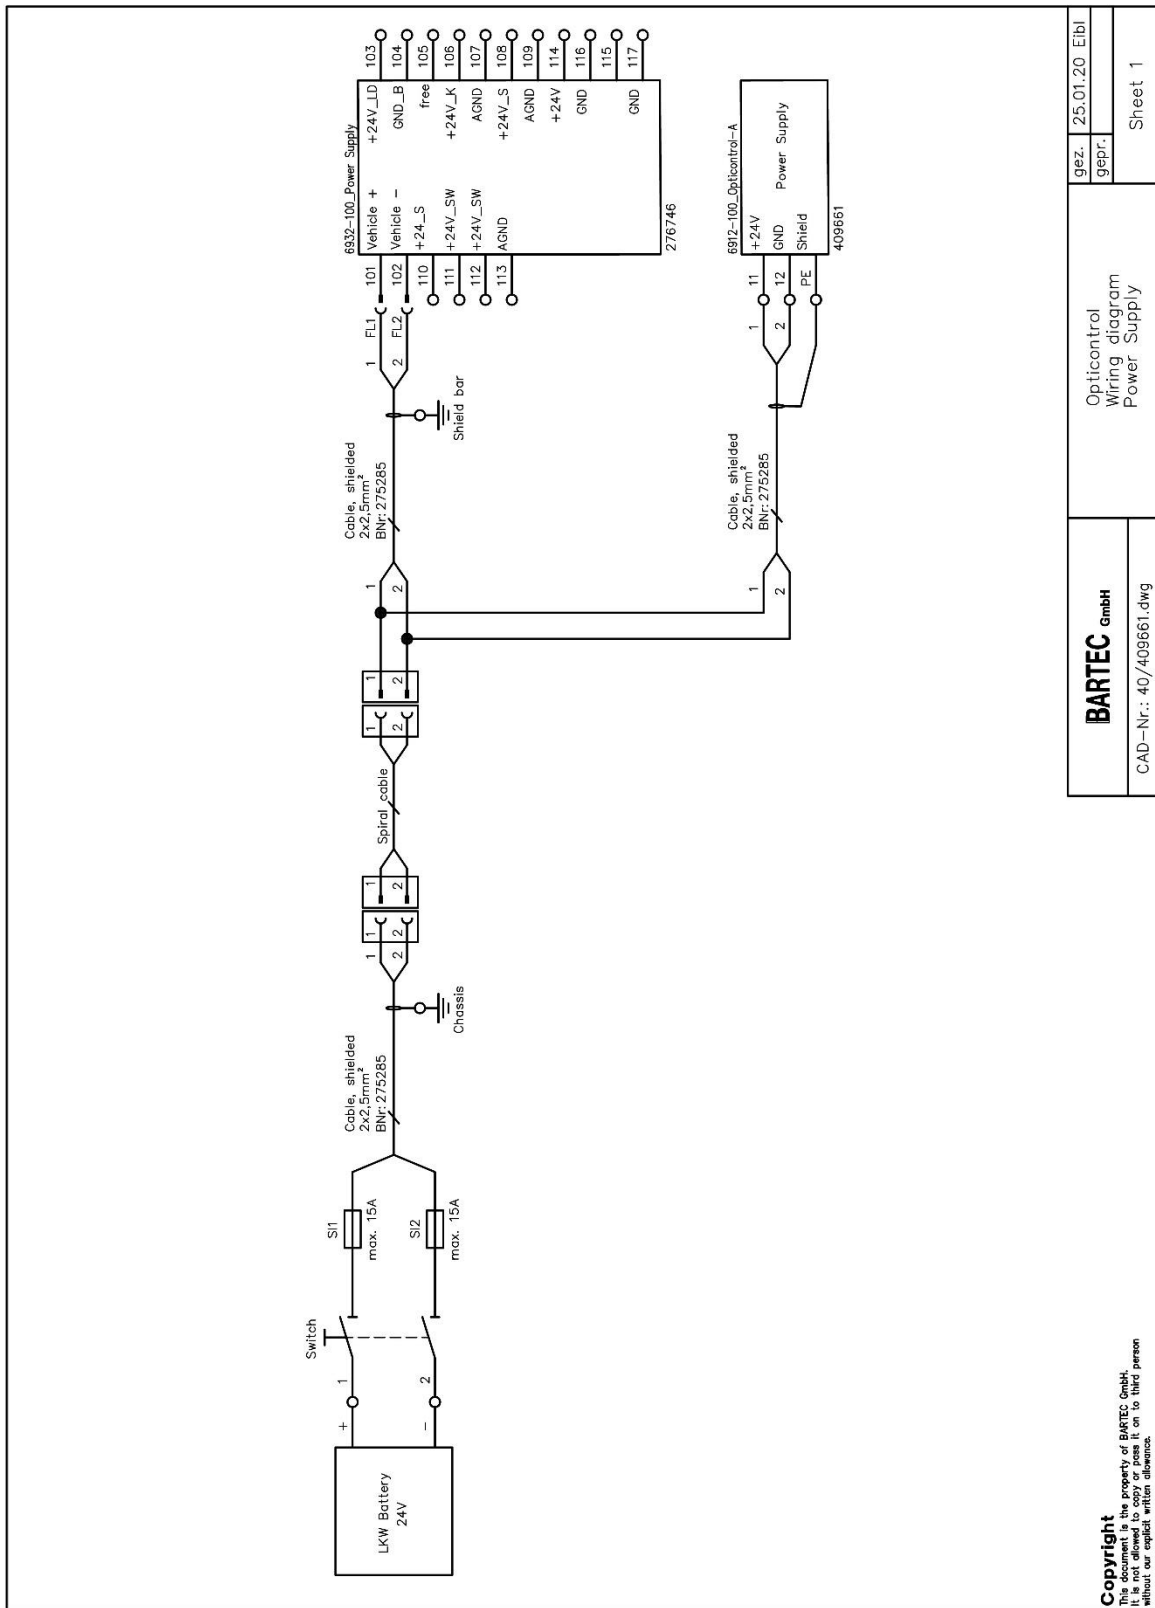 LKW Battery
24V
+
-
1
2
Switch
SI1
max. 15A
SI2
max. 15A
Cable, shielded
2x2,5mm²
BNr: 275285
Chassis
1
2
1
2
1
2
Spiral cable
1
2
1
2
1
2
Cable, shielded
2x2,5mm²
BNr: 275285
Shield bar
1
2
FL1
FL2
101
102
110
111
112
113
6932-100_Power Supply
Vehicle +
Vehicle -
+24_S
+24V_SW
+24V_SW
AGND
+24V_LD
GND_B
free
+24V_K
AGND
+24V_S
AGND
+24V
GND
GND
103
104
105
106
107
108
109
114
116
115
117
276746
1
2
Cable, shielded
2x2,5mm²
BNr: 275285
1
2
11
12
PE
6912-100_Opticontrol-A
+24V
GND
Shield
Power Supply
409661
Copyright
This document is the property of BARTEC GmbH.
It is not allowed to copy or pass it on to third person
without our explicit written allowance.
BARTEC GmbH
CAD-Nr.: 40/409661.dwg
Opticontrol
Wiring diagram
Power Supply
gez. 25.01.20 Eibl
gepr.
Sheet 1